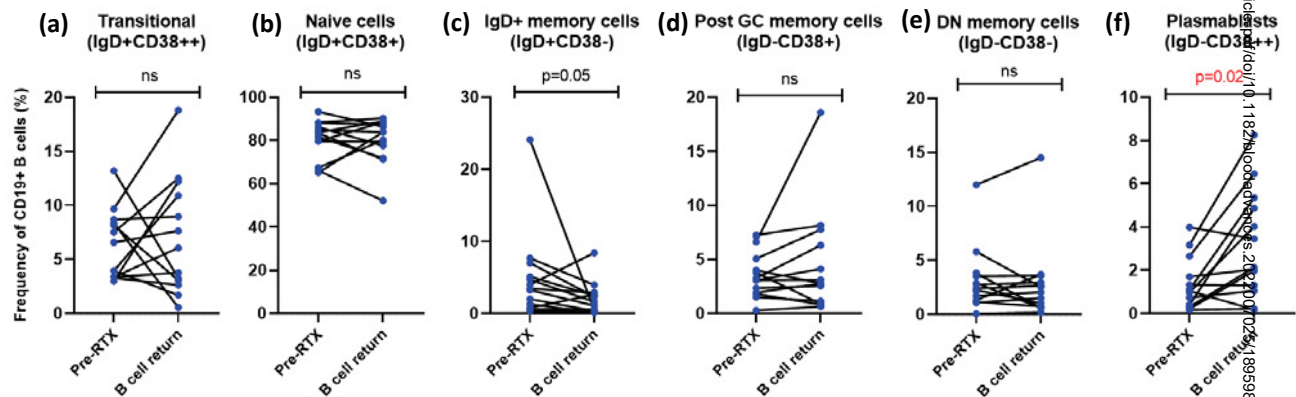 (a) Transitional
(IgD+CD38++)
(b) Naive cells
(IgD+CD38+)
(c) IgD+ memory cells
(IgD+CD38-)
(d) Post GC memory cells
(IgD-CD38+)
(e) DN memory cells
(IgD-CD38-)
(f) Plasmablasts
(IgD-CD38++)
ns
ns
p=0.05
ns
ns
p=0.02
Frequency of CD19+ B cells (%)
20
15
10
5
0
Pre-RTX
B cell return
100
80
60
40
20
0
Pre-RTX
B cell return
30
20
10
0
Pre-RTX
B cell return
20
15
10
5
0
Pre-RTX
B cell return
20
15
10
5
0
Pre-RTX
B cell return
10
8
6
4
2
0
Pre-RTX
B cell return